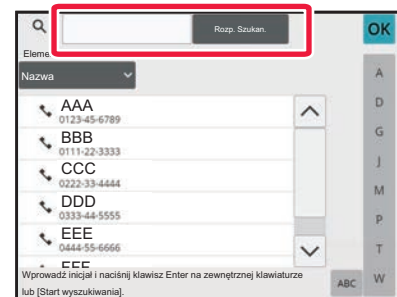 Rozp. Szukan.
OK
Eleme
Nazwa
AAA
0123-45-6789
BBB
0111-22-3333
CCC
0222-33-4444
DDD
0333-44-5555
EEE
0444-55-6666
EEE
Wprowadź inicjał i naciśnij klawisz Enter na zewnętrznej klawiaturze
lub [Start wyszukiwania].
A
D
G
J
M
P
T
W
ABC